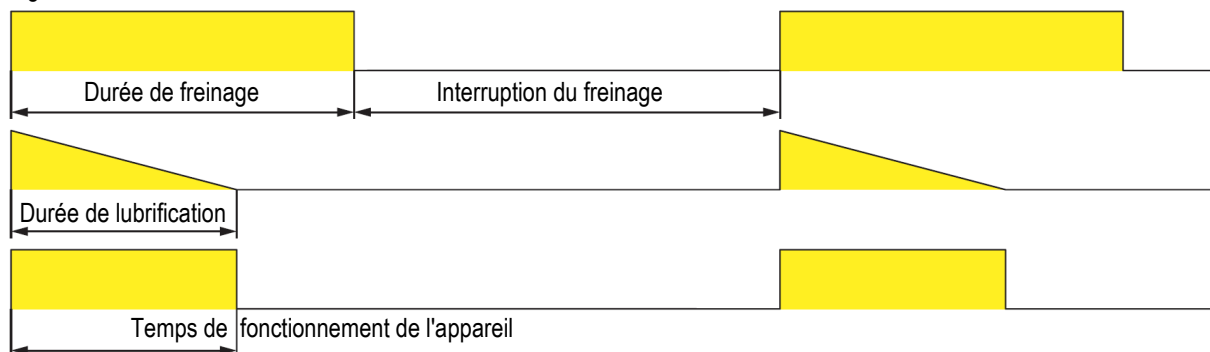 Durée de freinage
Interruption du freinage
Durée de lubrification
Temps de fonctionnement de l'appareil